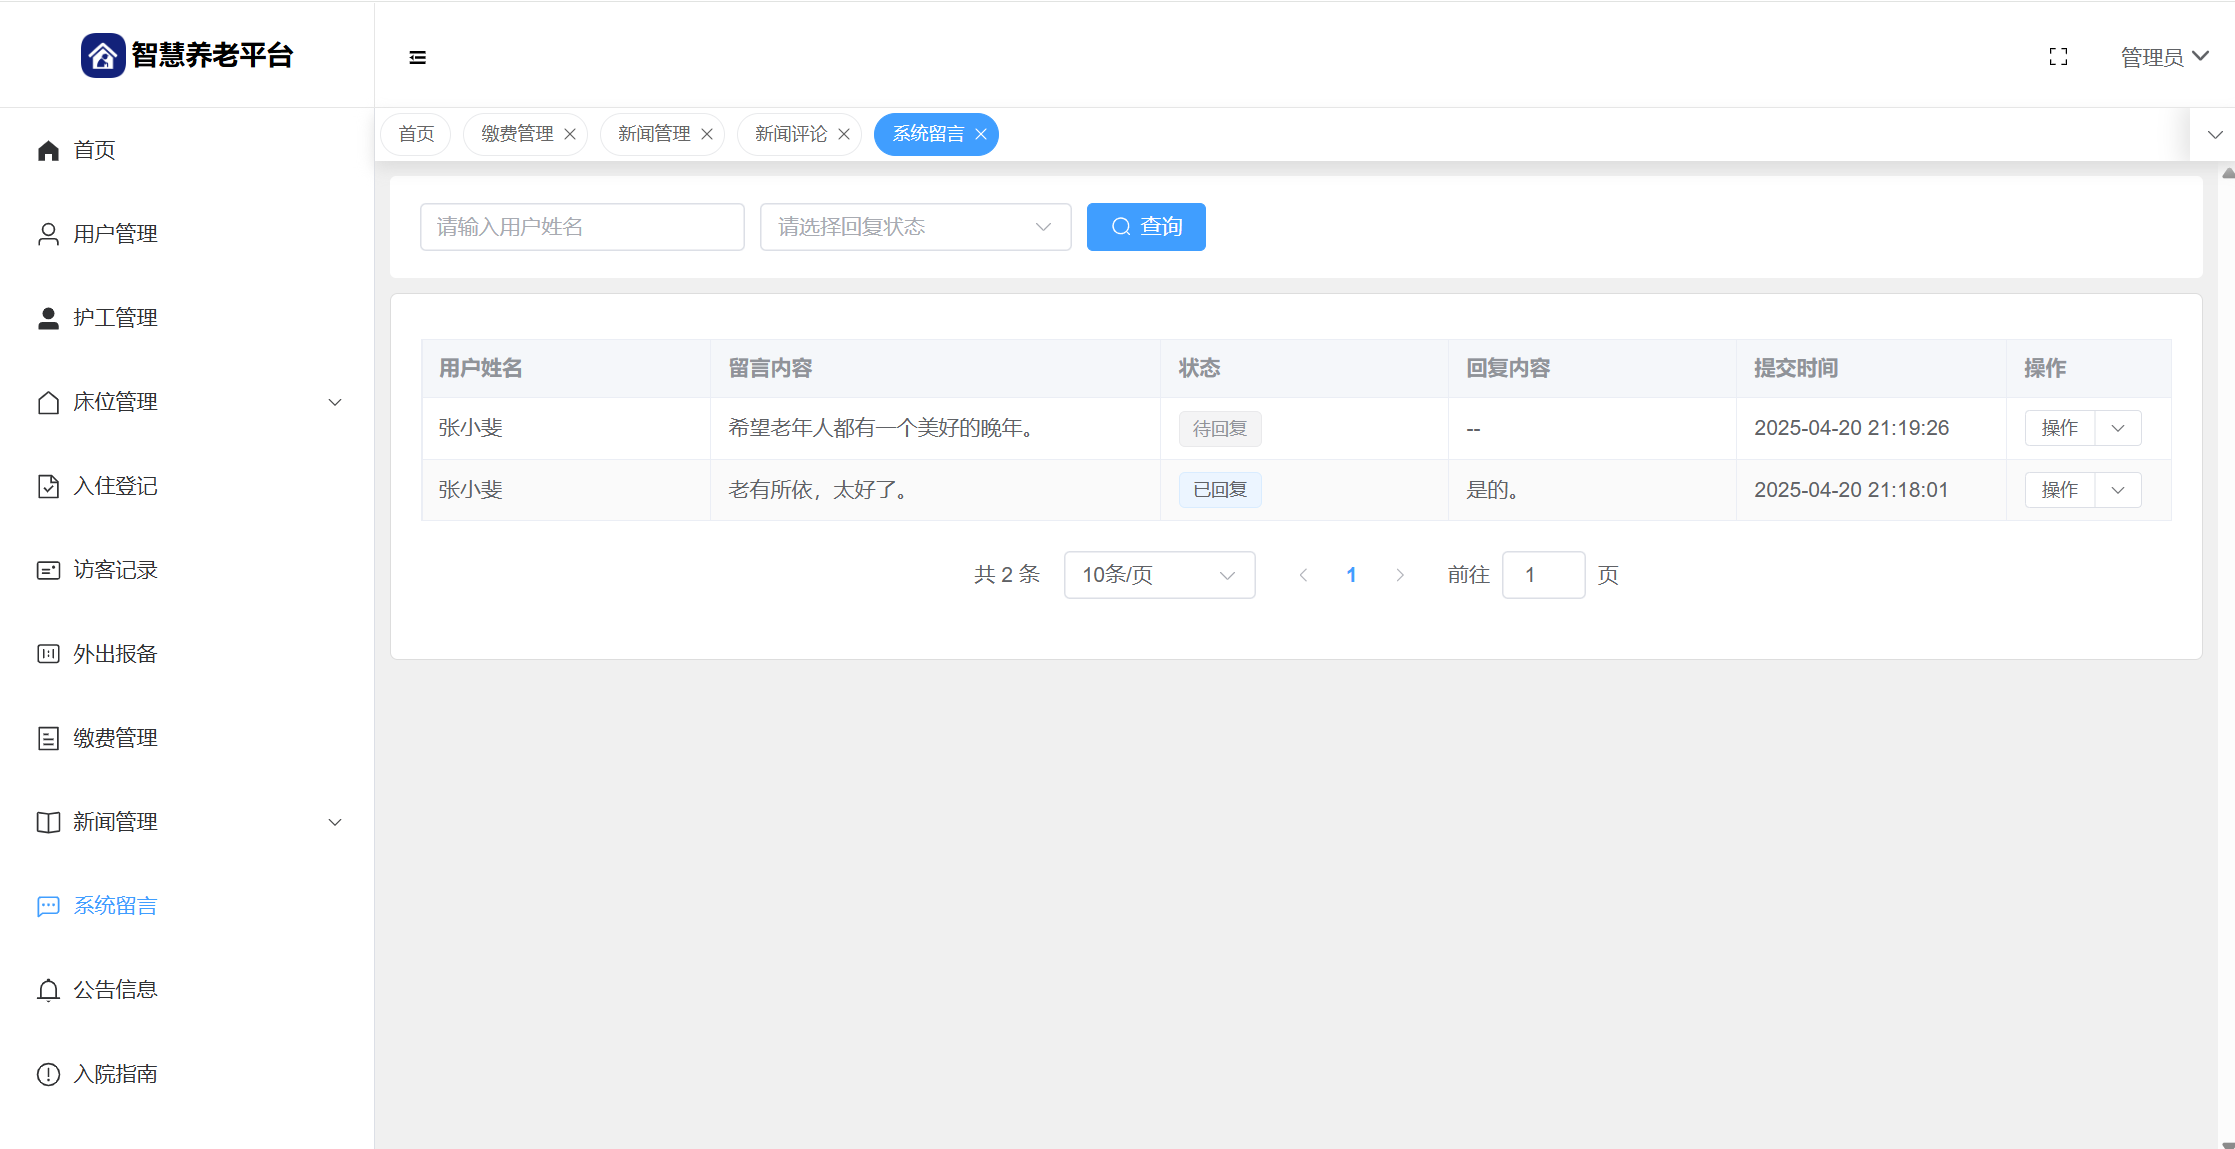 智慧养老平台
管理员
首页
用户管理
护工管理
床位管理
入住登记
访客记录
外出报备
缴费管理
新闻管理
系统留言
公告信息
入院指南
首页 缴费管理 新闻管理 新闻评论 系统留言
请输入用户姓名 请选择回复状态 查询
用户姓名 留言内容 状态 回复内容 提交时间 操作
张小斐 希望老年人都有一个美好的晚年。 待回复 -- 2025-04-20 21:19:26 操作
张小斐 老有所依，太好了。 已回复 是的。 2025-04-20 21:18:01 操作
共 2 条 10条/页 1 前往 1 页